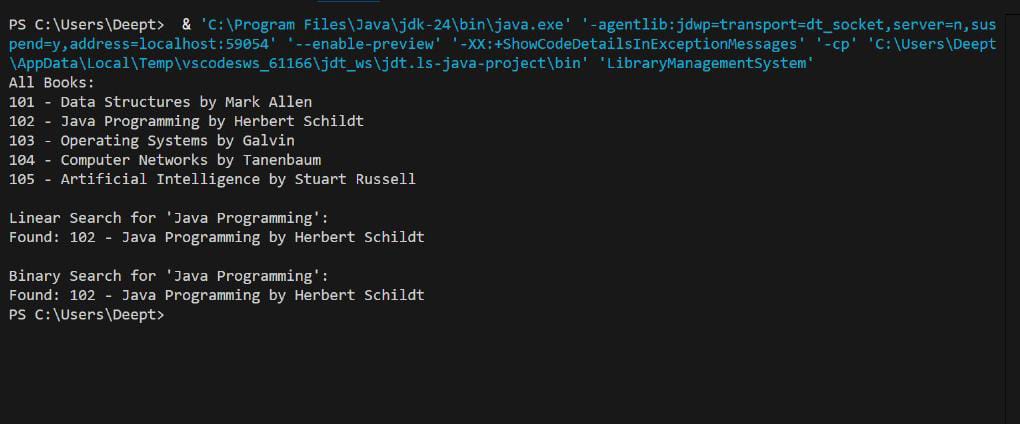 PS C:\Users\Deept>  & 'C:\Program Files\Java\jdk-24\bin\java.exe' '-agentlib:jdwp=transport=dt_socket,server=n,sus
pend=y,address=localhost:59054' '--enable-preview' '-XX:+ShowCodeDetailsInExceptionMessages' '-cp' 'C:\Users\Deept
\AppData\Local\Temp\vscodesws_61166\jdt_ws\jdt.ls-java-project\bin' 'LibraryManagementSystem'
All Books:
101 - Data Structures by Mark Allen
102 - Java Programming by Herbert Schildt
103 - Operating Systems by Galvin
104 - Computer Networks by Tanenbaum
105 - Artificial Intelligence by Stuart Russell

Linear Search for 'Java Programming':
Found: 102 - Java Programming by Herbert Schildt

Binary Search for 'Java Programming':
Found: 102 - Java Programming by Herbert Schildt
PS C:\Users\Deept>